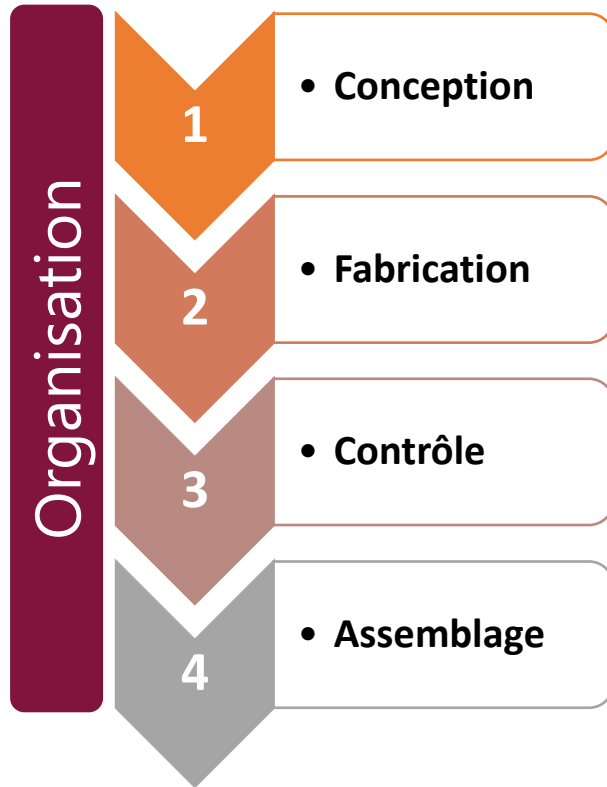 Organisation
1
• Conception
2
• Fabrication
3
• Contrôle
4
• Assemblage